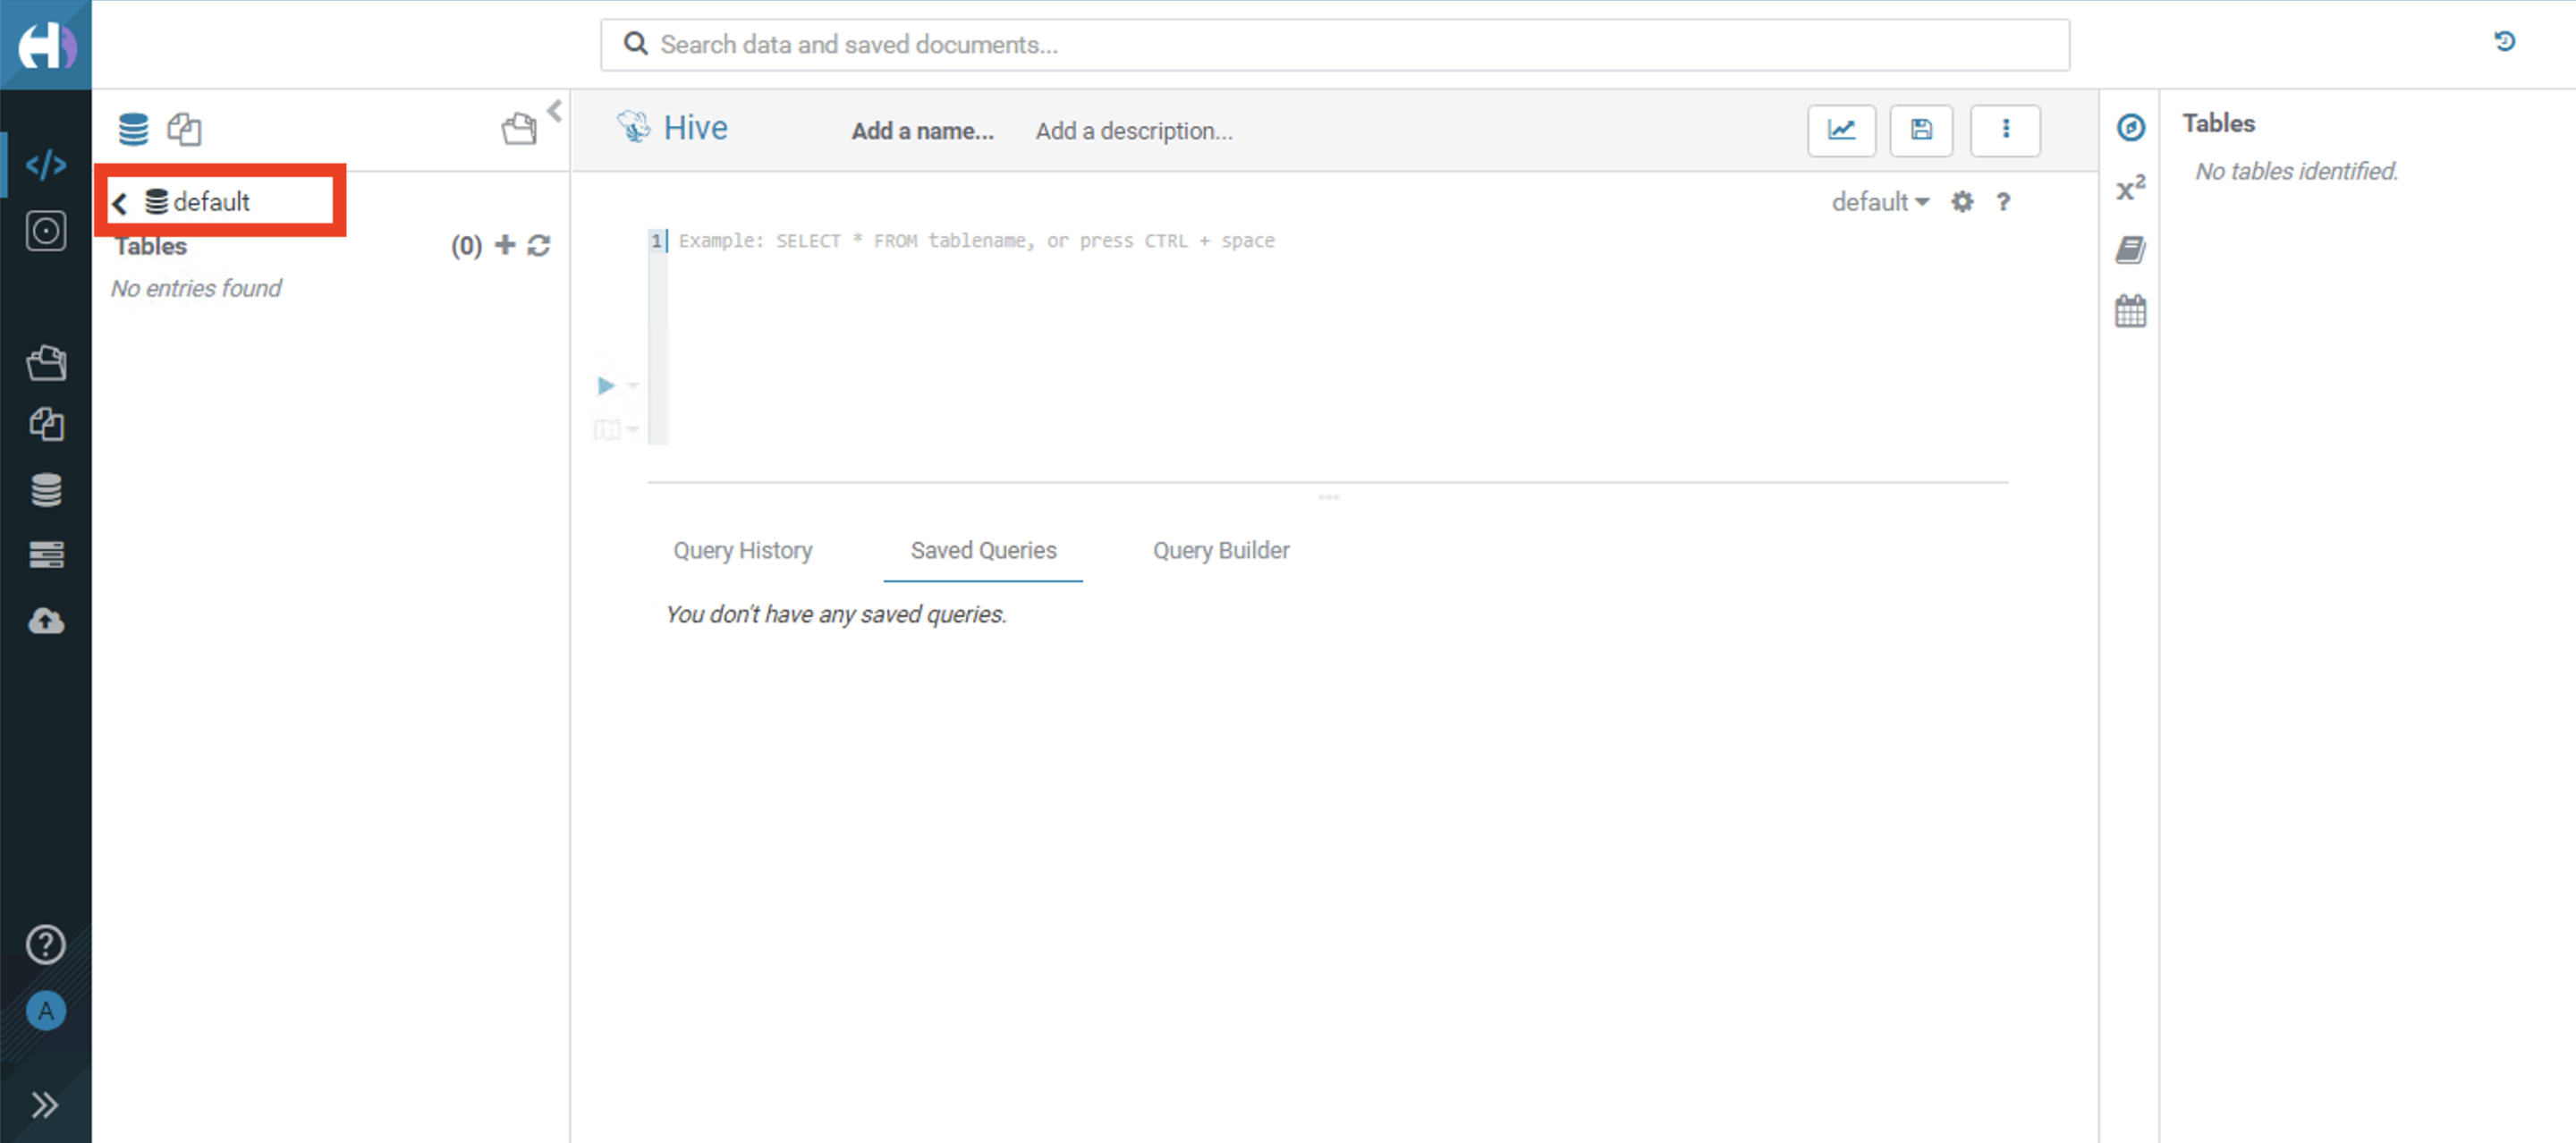 Search data and saved documents...
Hive
Add a name...
Add a description...
Tables
No tables identified.
x²
default
Tables
(0)
No entries found
default
?
1
Example: SELECT * FROM tablename, or press CTRL + space
Query History
Saved Queries
Query Builder
You don't have any saved queries.
?
A